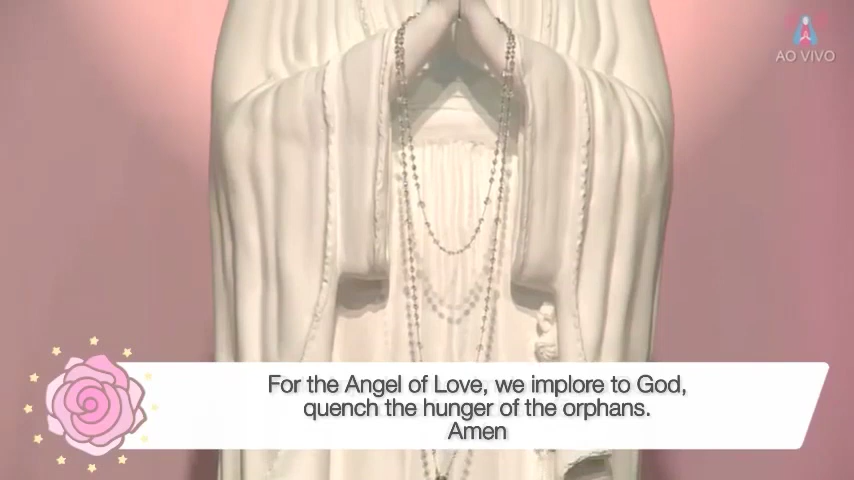 AO VIVO
For the Angel of Love, we implore to God,
quench the hunger of the orphans.
Amen